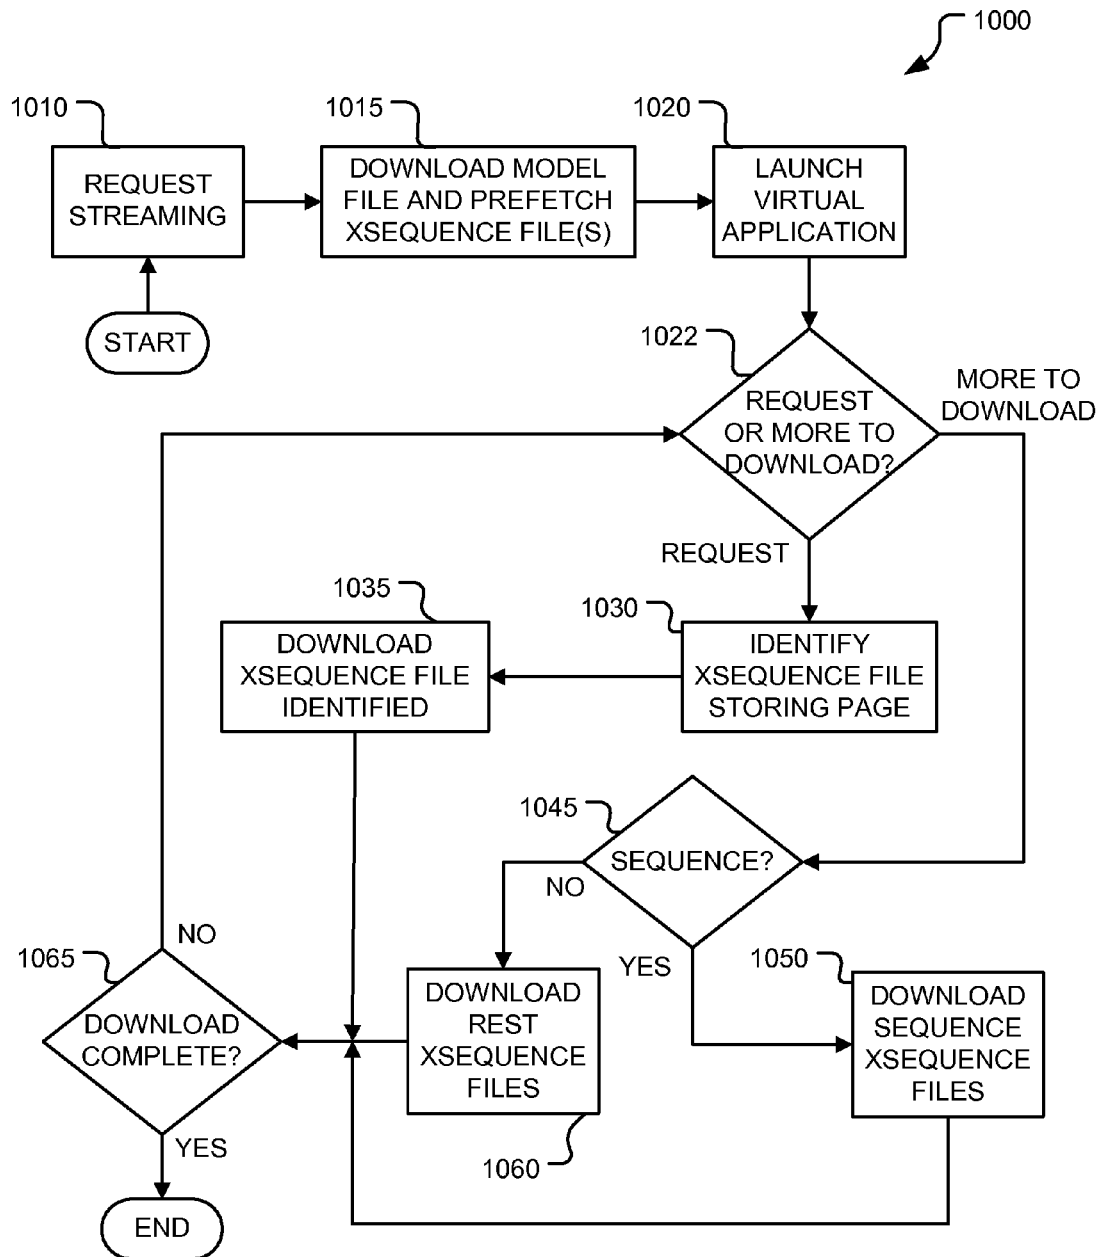 1000
1010
1015
1020
REQUEST
STREAMING
DOWNLOAD MODEL
FILE AND PREFETCH
XSEQUENCE FILE(S)
LAUNCH
VIRTUAL
APPLICATION
START
1022
REQUEST
OR MORE TO
DOWNLOAD?
MORE TO
DOWNLOAD
REQUEST
1035
1030
DOWNLOAD
XSEQUENCE FILE
IDENTIFIED
IDENTIFY
XSEQUENCE FILE
STORING PAGE
1045
SEQUENCE?
NO
YES
1065
NO
DOWNLOAD
COMPLETE?
YES
DOWNLOAD
REST
XSEQUENCE
FILES
1060
1050
DOWNLOAD
SEQUENCE
XSEQUENCE
FILES
END